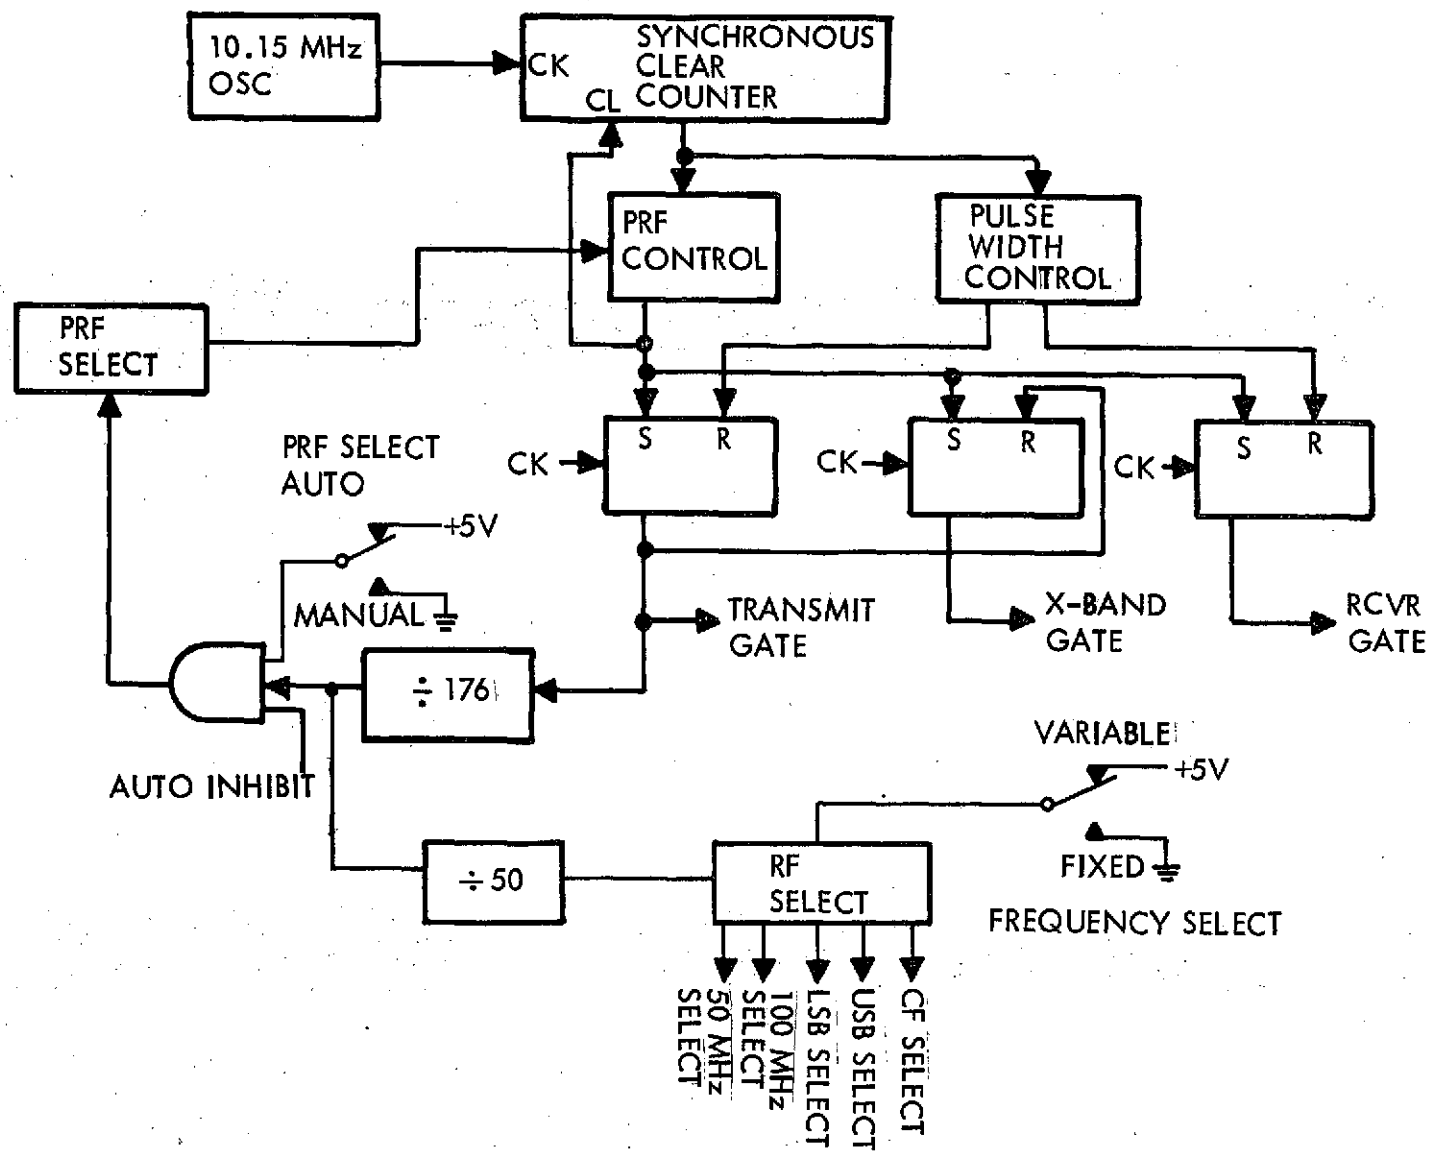 10.15 MHz
OSC
SYNCHRONOUS
CK CLEAR
CL COUNTER
PRF
CONTROL
PULSE
WIDTH
CONTROL
PRF
SELECT
S R
CK
S R
CK
S R
CK
PRF SELECT
AUTO
+5V
MANUAL
TRANSMIT
GATE
X-BAND
GATE
RCVR
GATE
÷ 176
AUTO INHIBIT
VARIABLE
+5V
FIXED
FREQUENCY SELECT
÷ 50
RF
SELECT
50 MHz
SELECT
100 MHz
SELECT
LSB SELECT
USB SELECT
CF SELECT